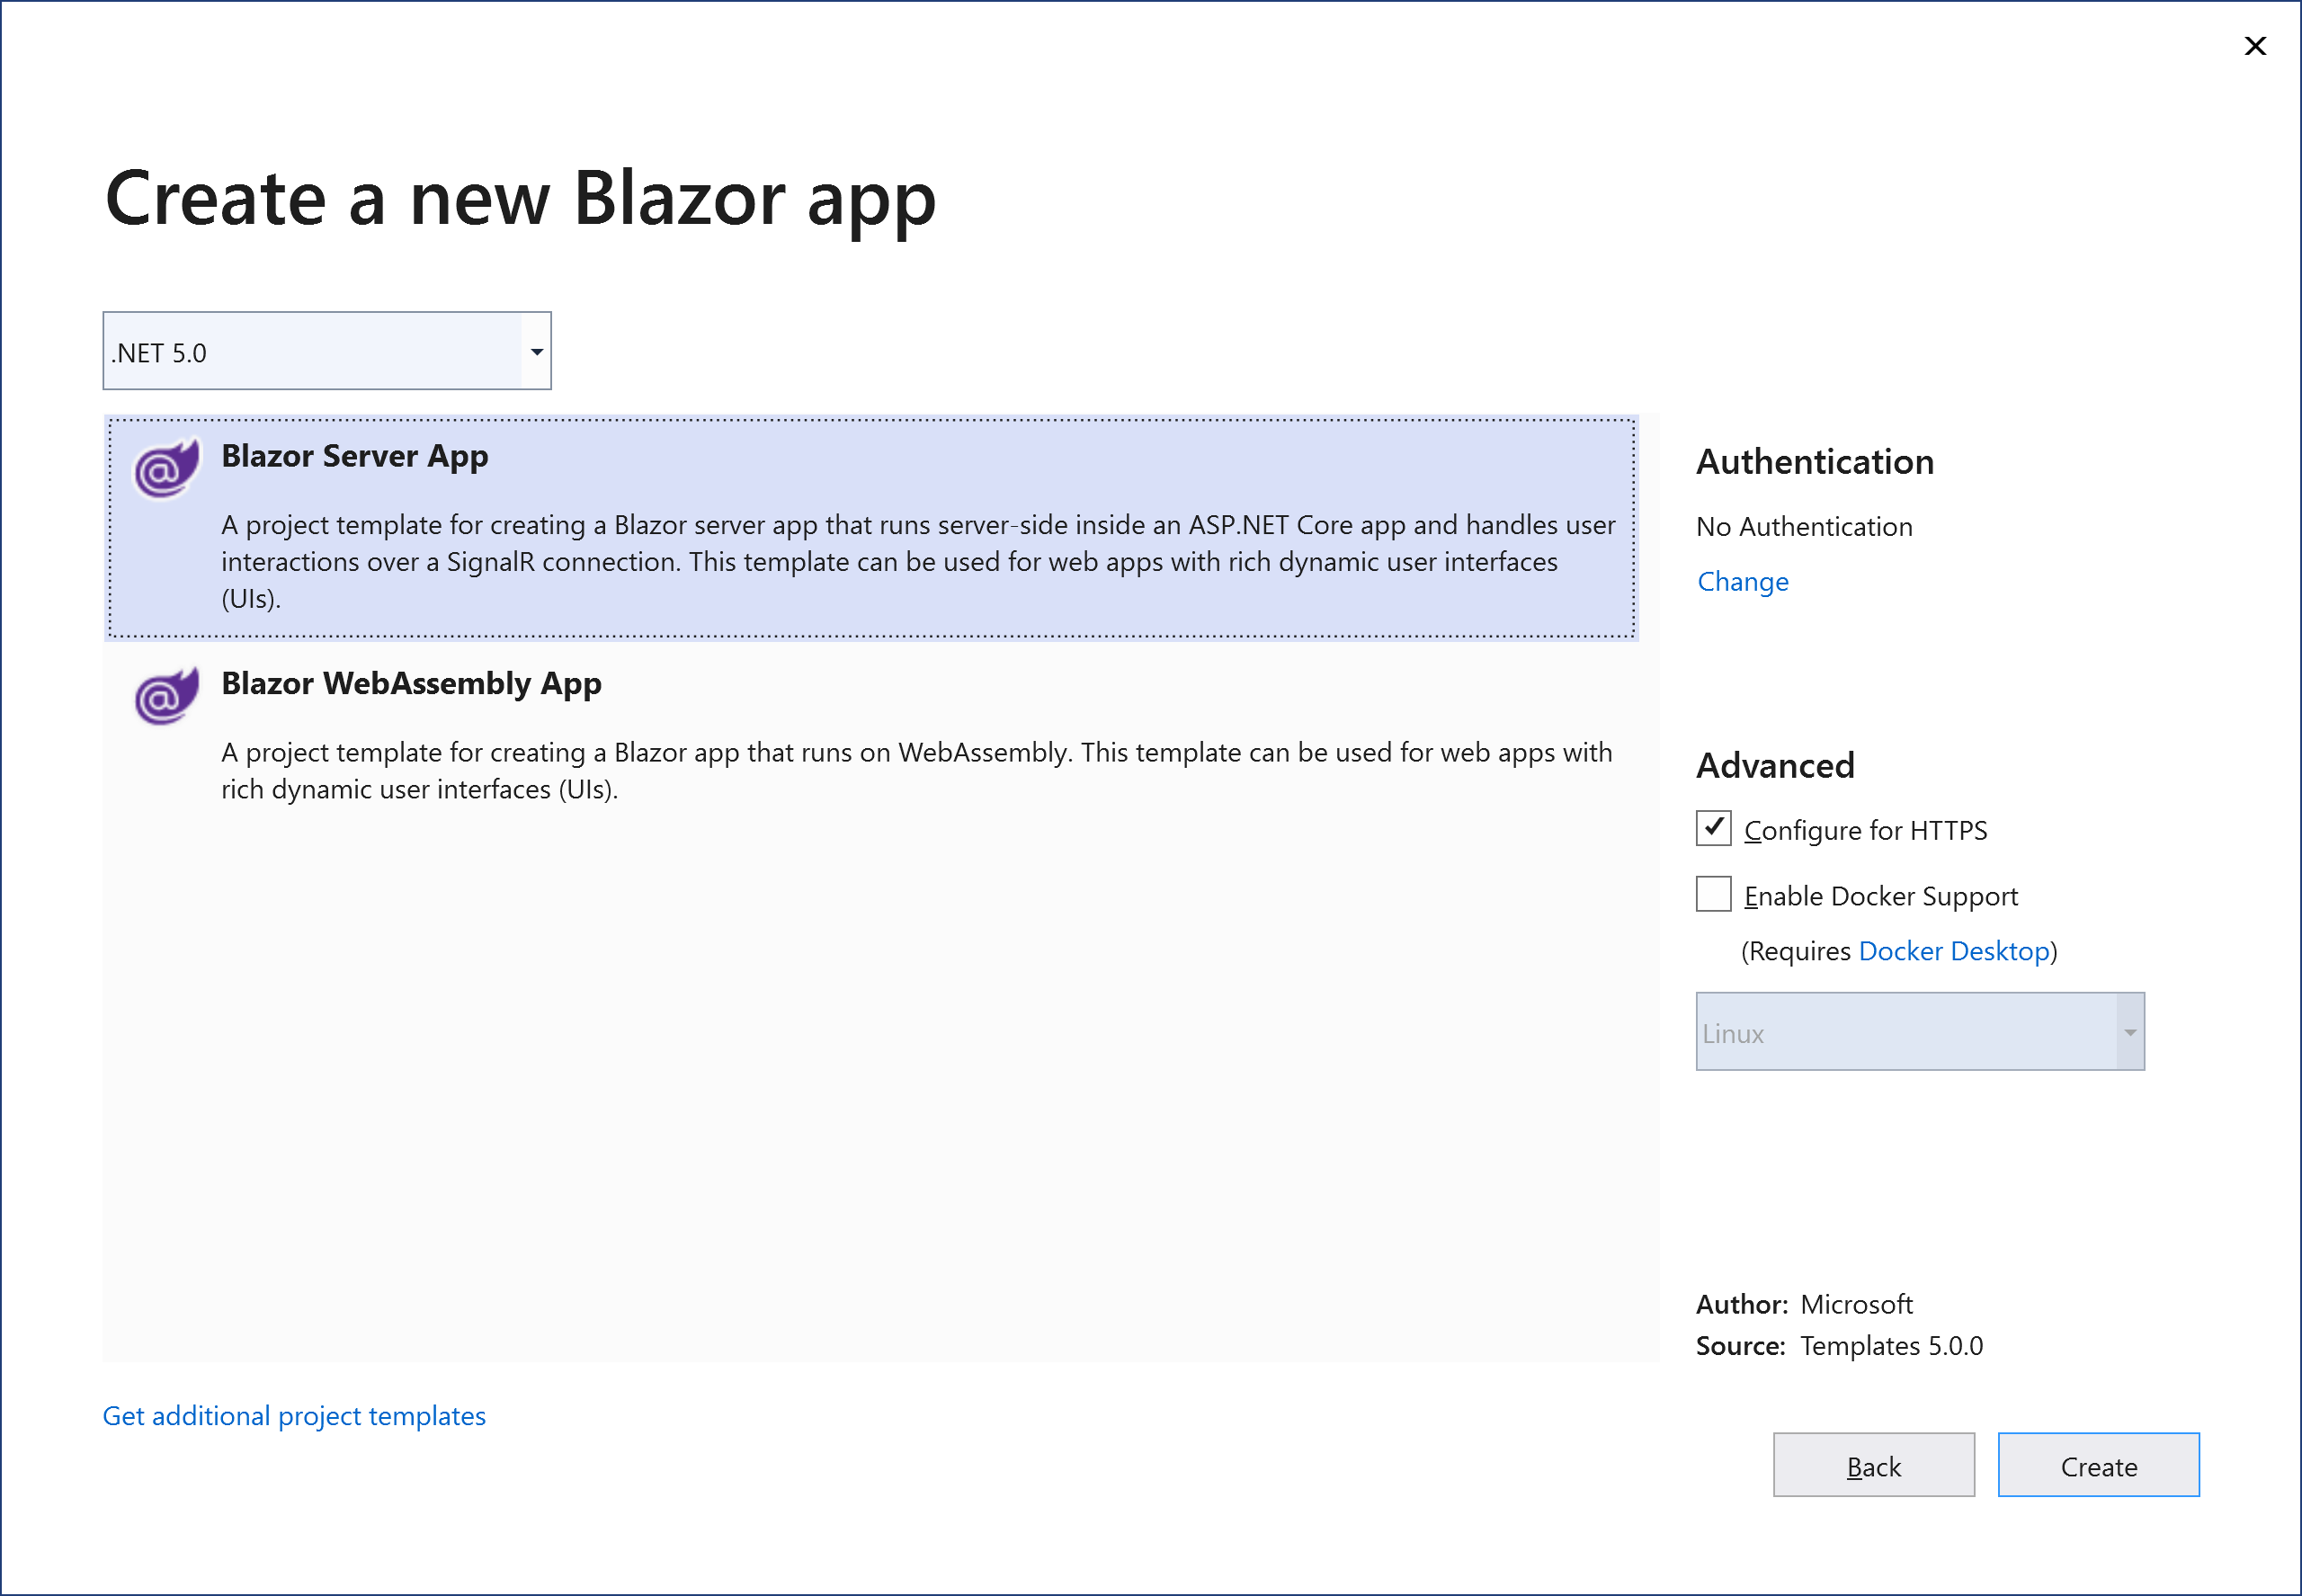 Create a new Blazor app
.NET 5.0
Blazor Server App
A project template for creating a Blazor server app that runs server-side inside an ASP.NET Core app and handles user
interactions over a SignalR connection. This template can be used for web apps with rich dynamic user interfaces
(UIs).
Blazor WebAssembly App
A project template for creating a Blazor app that runs on WebAssembly. This template can be used for web apps with
rich dynamic user interfaces (UIs).
Get additional project templates
Authentication
No Authentication
Change
Advanced
Configure for HTTPS
Enable Docker Support
(Requires Docker Desktop)
Linux
Author: Microsoft
Source: Templates 5.0.0
Back
Create